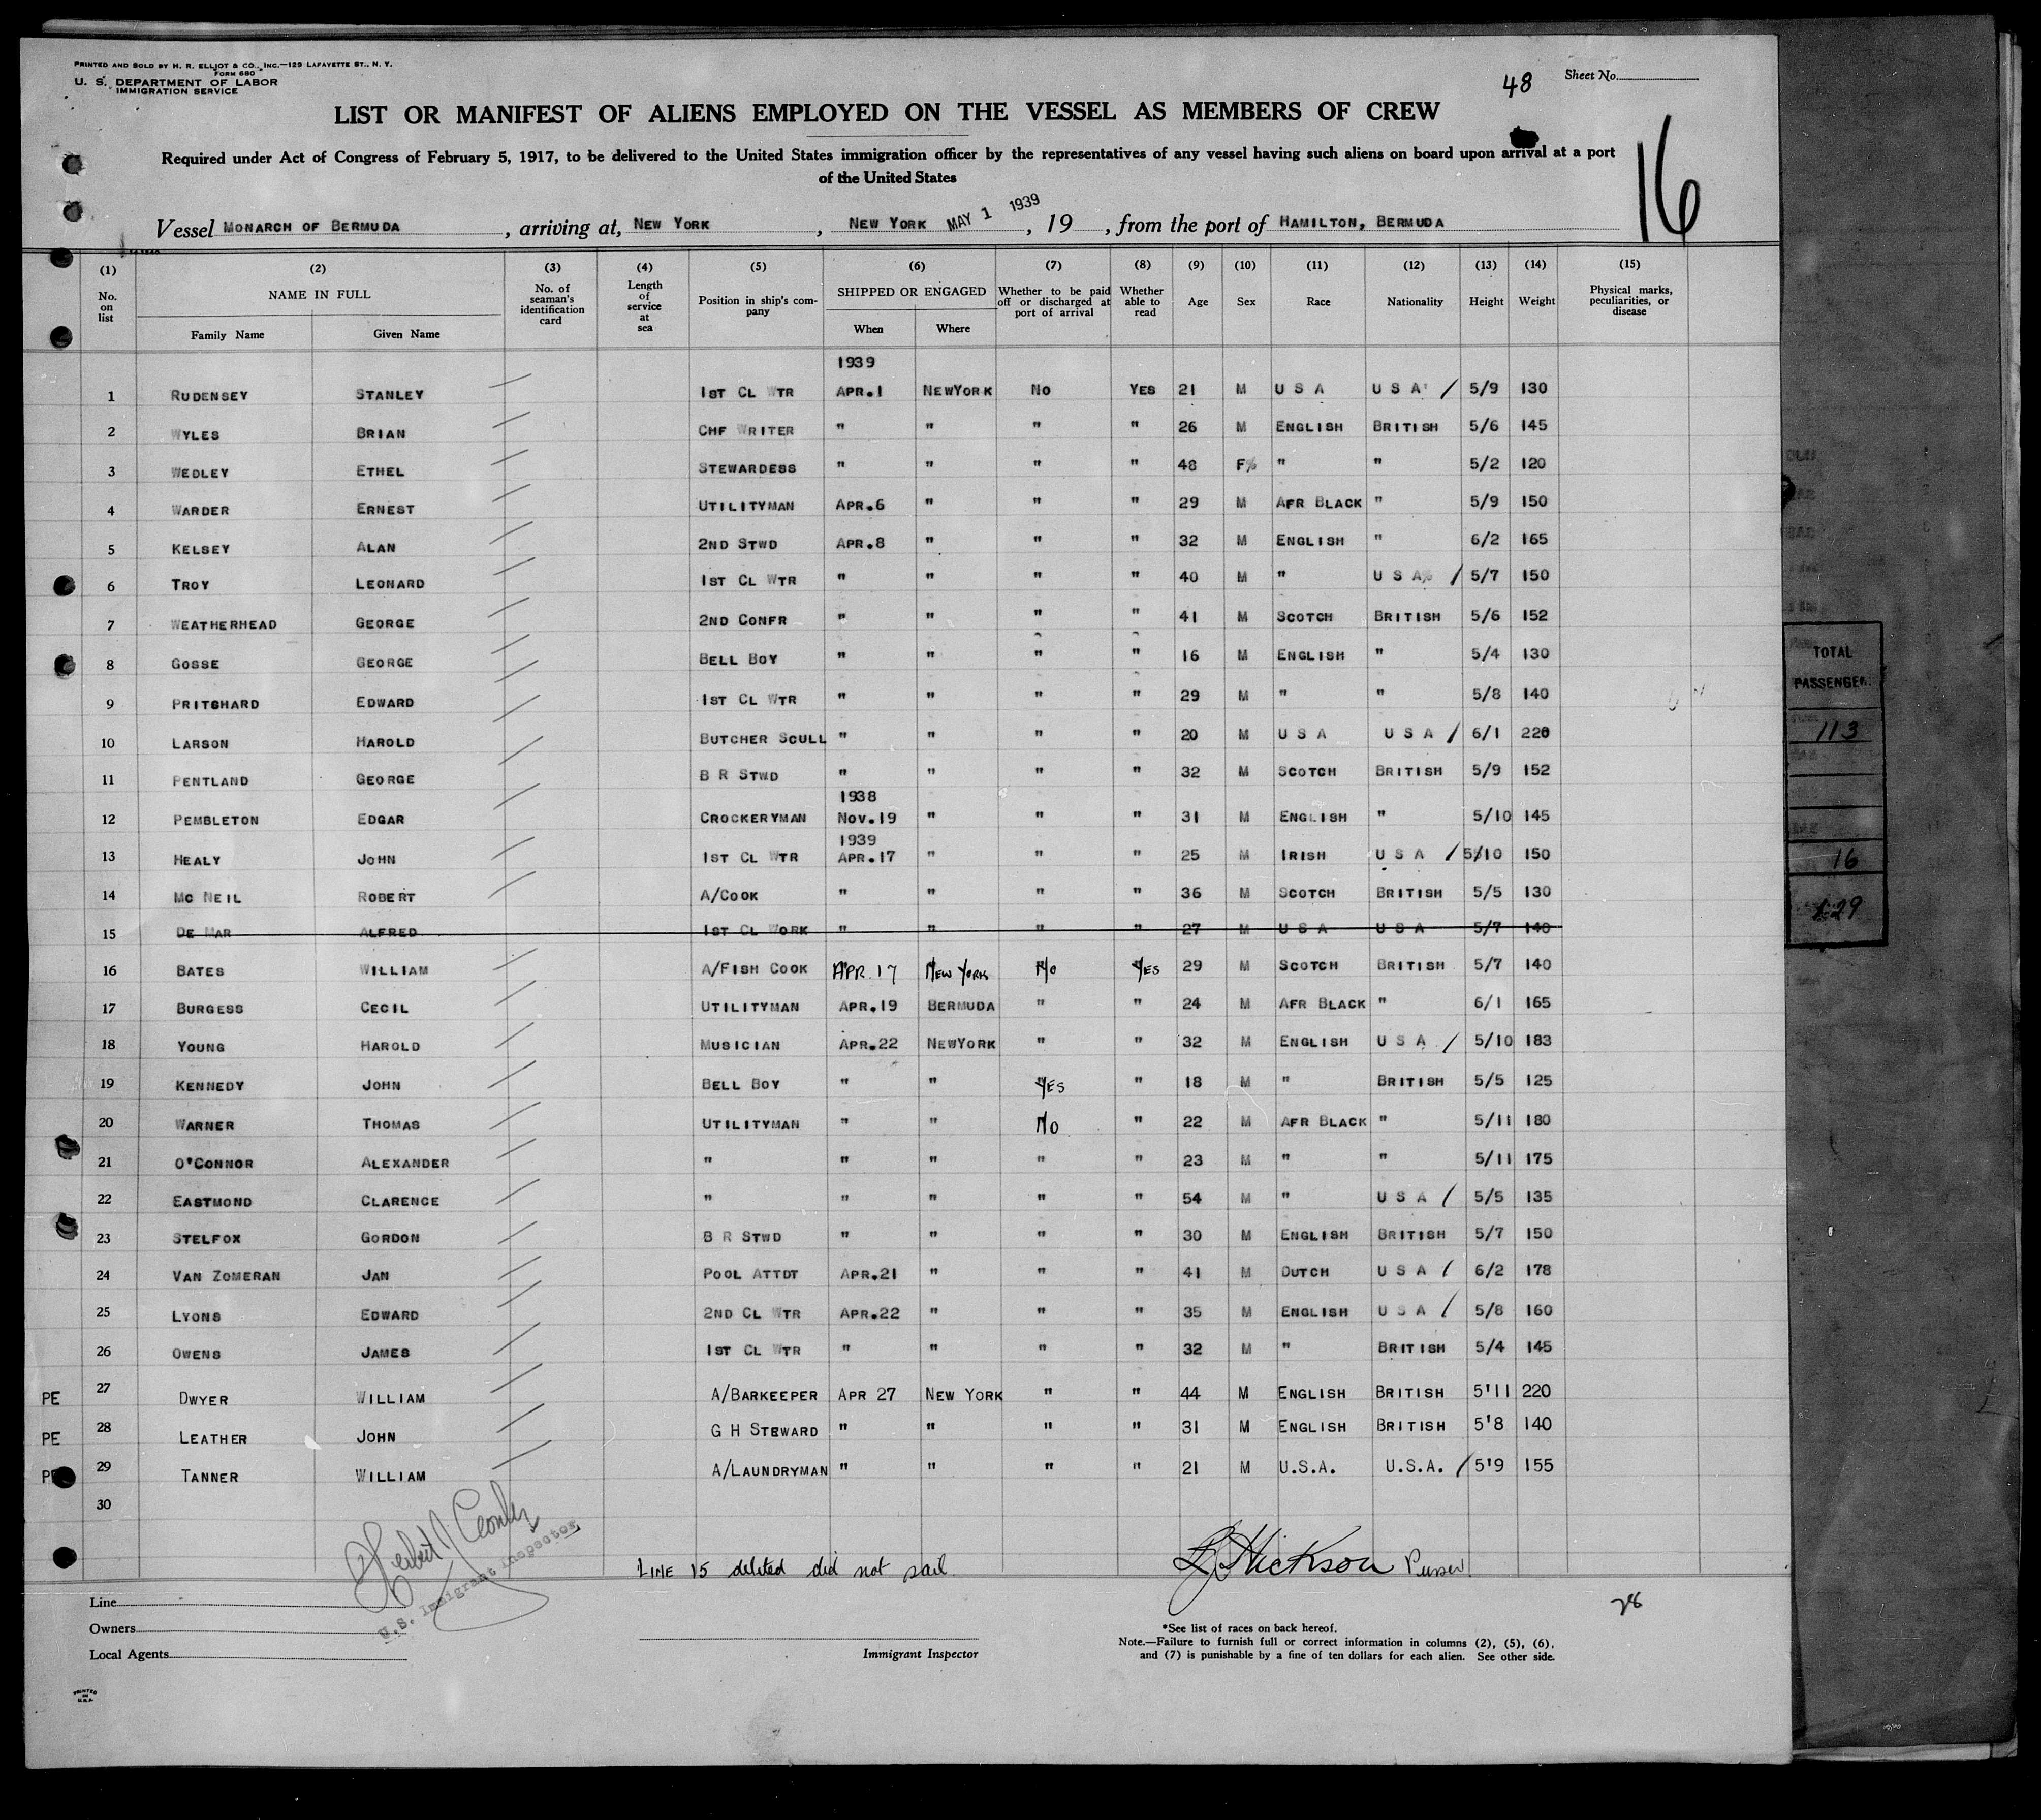 PRINTED AND SOLD BY H. R. ELLIOT & CO., INC.—129 LAFAYETTE ST., N. Y.
FORM 680
U. S. DEPARTMENT OF LABOR
IMMIGRATION SERVICE
48 Sheet No.
LIST OR MANIFEST OF ALIENS EMPLOYED ON THE VESSEL AS MEMBERS OF CREW
Required under Act of Congress of February 5, 1917, to be delivered to the United States immigration officer by the representatives of any vessel having such aliens on board upon arrival at a port
of the United States
16
Vessel MONARCH OF BERMUDA, arriving at, NEW YORK, NEW YORK MAY 1 1939, 19 , from the port of HAMILTON, BERMUDA
(1) (2) (3) (4) (5) (6) (7) (8) (9) (10) (11) (12) (13) (14) (15)
No. on list NAME IN FULL Family Name Given Name No. of seaman's identification card Length of service at sea Position in ship's company SHIPPED OR ENGAGED When Where Whether to be paid off or discharged at port of arrival Whether able to read Age Sex Race Nationality Height Weight Physical marks, peculiarities, or disease
1939
1 RUDENSEY STANLEY 1ST CL WTR APR.1 NEWYORK NO YES 21 M U S A U S A / 5/9 130
2 WYLES BRIAN CHF WRITER " " " " 26 M ENGLISH BRITISH 5/6 145
3 WEDLEY ETHEL STEWARDESS " " " " 48 F " " 5/2 120
4 WARDER ERNEST UTILITYMAN APR.6 " " " 29 M AFR BLACK " 5/9 150
5 KELSEY ALAN 2ND STWD APR.8 " " " 32 M ENGLISH " 6/2 165
6 TROY LEONARD 1ST CL WTR " " " " 40 M " U S A / 5/7 150
7 WEATHERHEAD GEORGE 2ND CONFR " " " " 41 M SCOTCH BRITISH 5/6 152
8 GOSSE GEORGE BELL BOY " " " " 16 M ENGLISH " 5/4 130
9 PRITCHARD EDWARD 1ST CL WTR " " " " 29 M " " 5/8 140
10 LARSON HAROLD BUTCHER SCULL " " " " 20 M U S A U S A / 6/1 220
11 PENTLAND GEORGE B R STWD " " " " 32 M SCOTCH BRITISH 5/9 152
1938
12 PEMBLETON EDGAR CROCKERYMAN NOV.19 " " " 31 M ENGLISH " 5/10 145
1939
13 HEALY JOHN 1ST CL WTR APR.17 " " " 25 M IRISH U S A / 5/10 150
14 MC NEIL ROBERT A/COOK " " " " 36 M SCOTCH BRITISH 5/5 130
15 DE MAR ALFRED 1ST CL WORK " " " " 27 M U S A U S A 5/7 140
16 BATES WILLIAM A/FISH COOK APR. 17 NEW YORK NO YES 29 M SCOTCH BRITISH 5/7 140
17 BURGESS CECIL UTILITYMAN APR.19 BERMUDA " " 24 M AFR BLACK " 6/1 165
18 YOUNG HAROLD MUSICIAN APR.22 NEWYORK " " 32 M ENGLISH U S A / 5/10 183
19 KENNEDY JOHN BELL BOY " " YES " 18 M " BRITISH 5/5 125
20 WARNER THOMAS UTILITYMAN " " NO " 22 M AFR BLACK " 5/11 180
21 O'CONNOR ALEXANDER " " " " " 23 M " " 5/11 175
22 EASTMOND CLARENCE " " " " " 54 M " U S A / 5/5 135
23 STELFOX GORDON B R STWD " " " " 30 M ENGLISH BRITISH 5/7 150
24 VAN ZOMERAN JAN POOL ATTDT APR.21 " " " 41 M DUTCH U S A / 6/2 178
25 LYONS EDWARD 2ND CL WTR APR.22 " " " 35 M ENGLISH U S A / 5/8 160
26 OWENS JAMES 1ST CL WTR " " " " 32 M " BRITISH 5/4 145
PE 27 DWYER WILLIAM A/BARKEEPER APR 27 NEW YORK " " 44 M ENGLISH BRITISH 5'11 220
PE 28 LEATHER JOHN G H STEWARD " " " " 31 M ENGLISH BRITISH 5'8 140
PE 29 TANNER WILLIAM A/LAUNDRYMAN " " " " 21 M U.S.A. U.S.A. / 5'9 155
30
LINE 15 deleted did not sail
Hickson Purser
U.S. Immigrant Inspector
28
Line
Owners
Local Agents
Immigrant Inspector
*See list of races on back hereof.
Note.—Failure to furnish full or correct information in columns (2), (5), (6),
and (7) is punishable by a fine of ten dollars for each alien. See other side.
PRINTED IN U.S.A.
TOTAL
PASSENGER
113
16
129